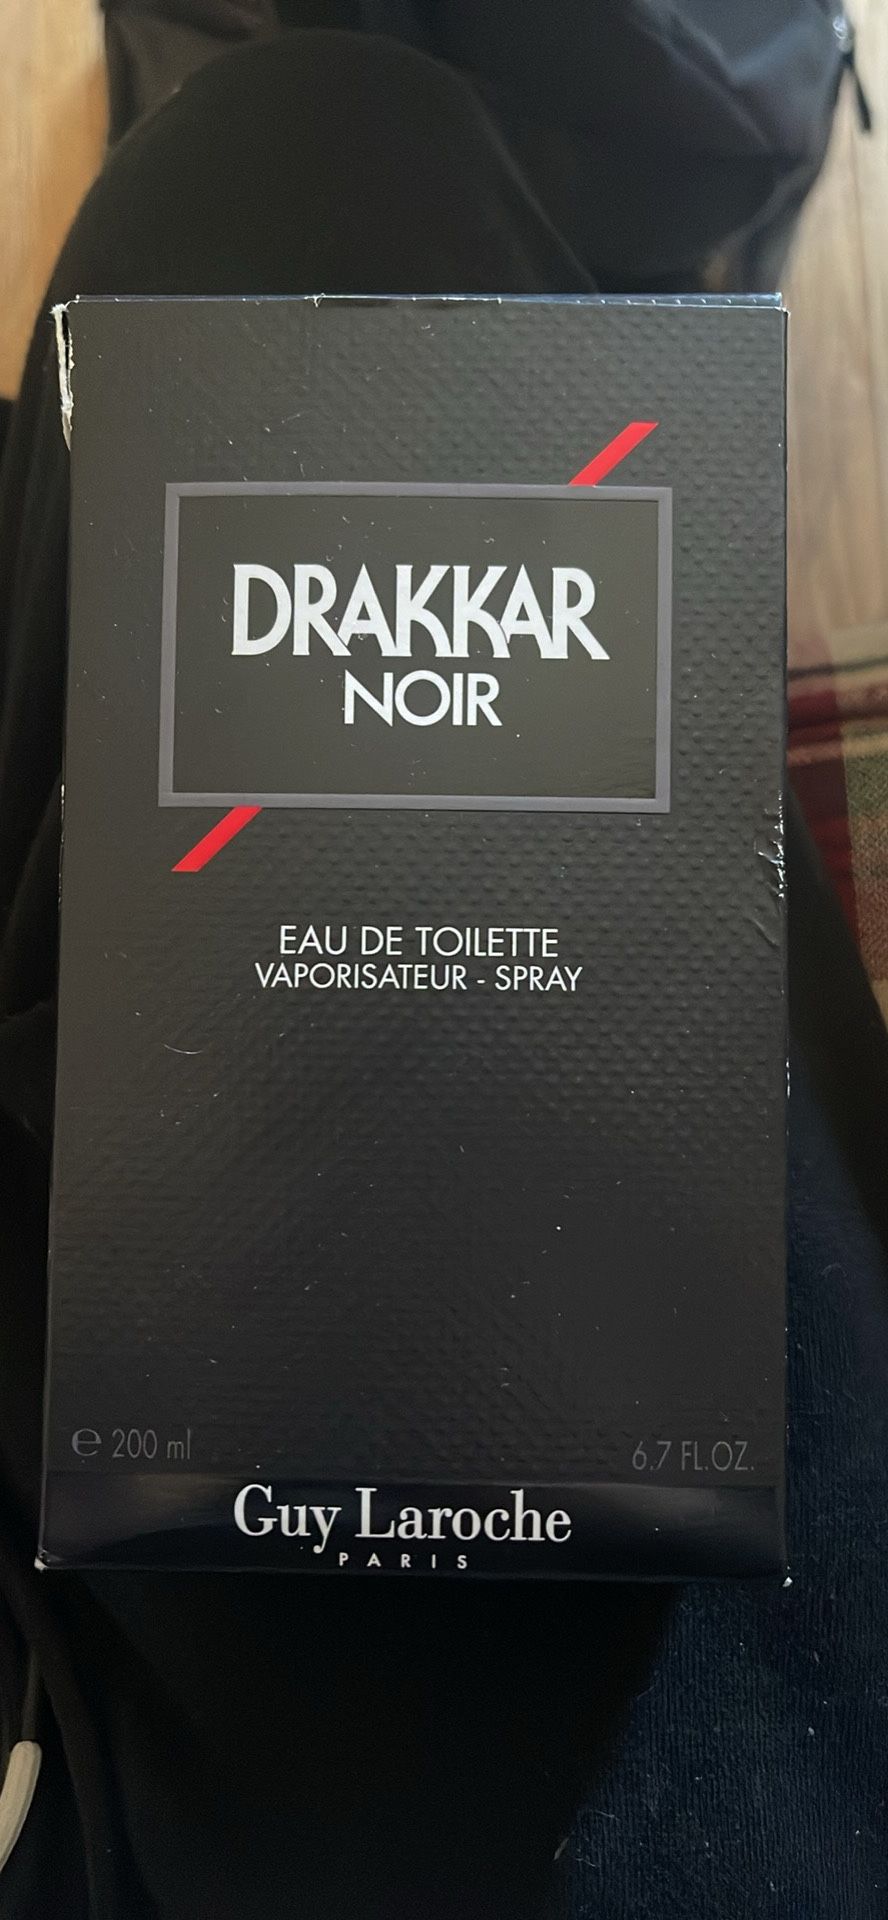 DRAKKAR
NOIR
EAU DE TOILETTE
VAPORISATEUR - SPRAY
℮ 200 ml
6.7 FL.OZ.
Guy Laroche
PARIS